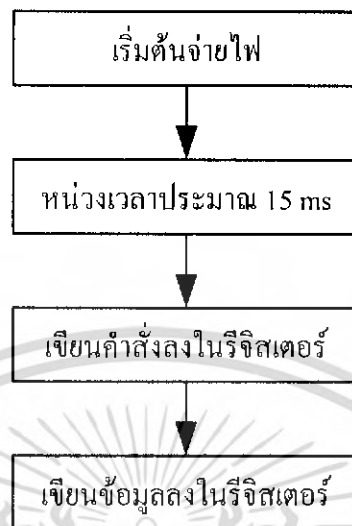 เริ่มต้นจ่ายไฟ
หน่วงเวลาประมาณ 15 ms
เขียนคำสั่งลงในรีจิสเตอร์
เขียนข้อมูลลงในรีจิสเตอร์